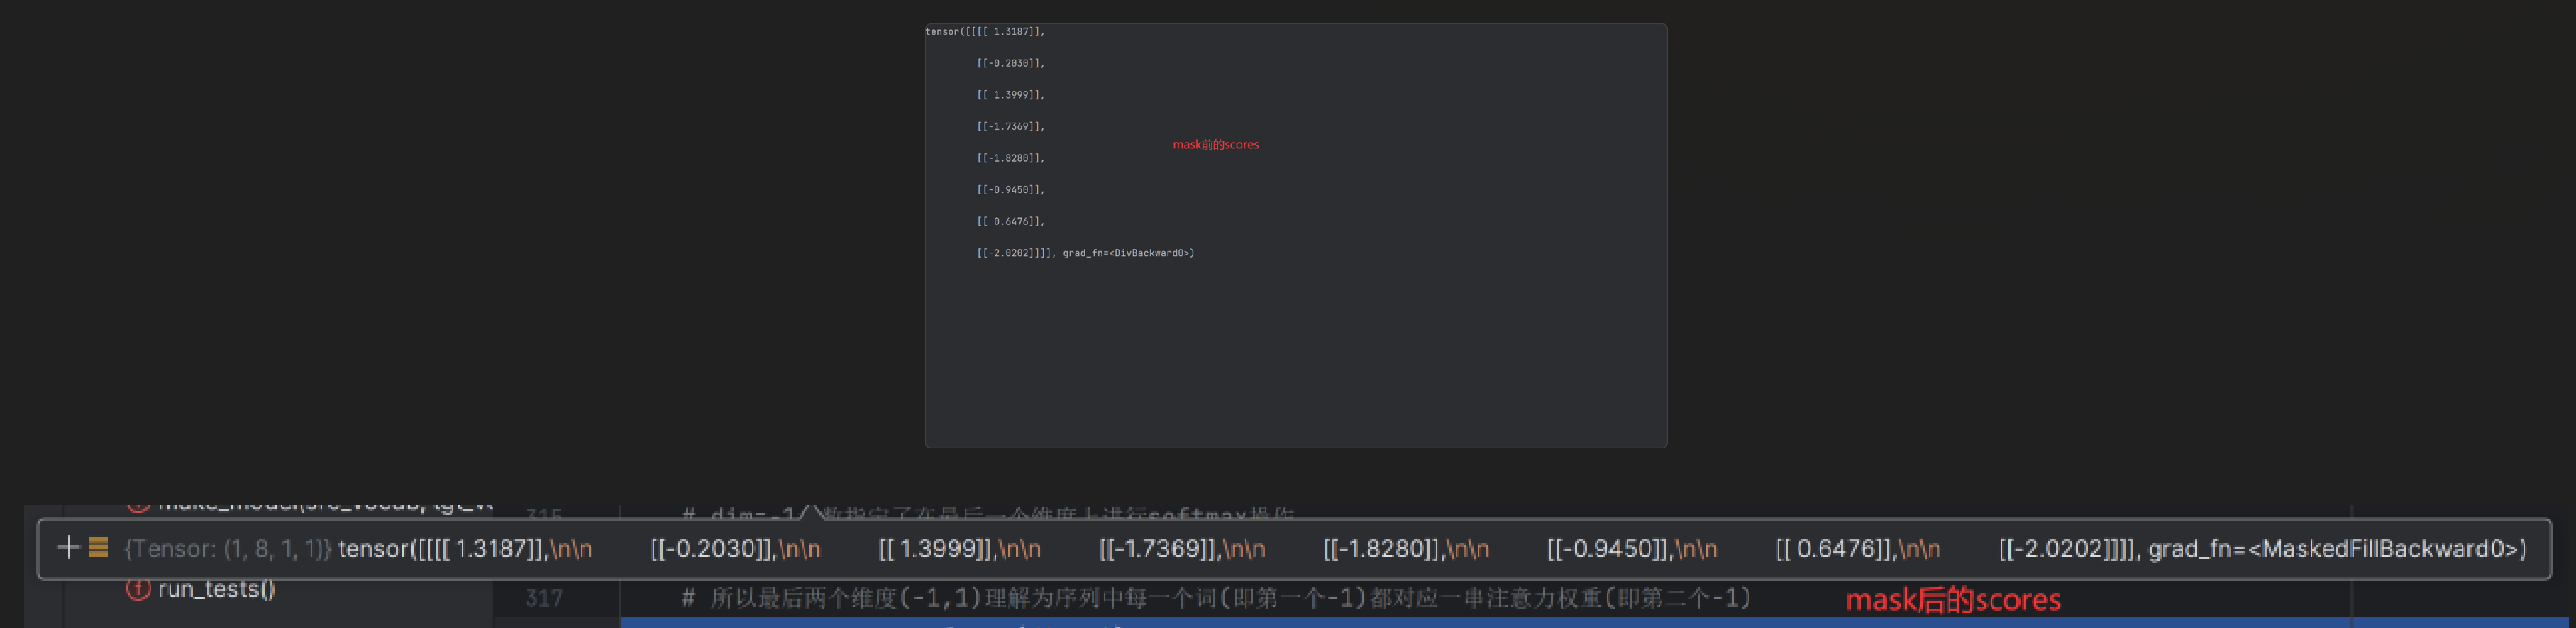 tensor([[[[ 1.3187]],
[[-0.2030]],
[[ 1.3999]],
[[-1.7369]],
mask前的scores
[[-1.8280]],
[[-0.9450]],
[[ 0.6476]],
[[-2.0202]]]], grad_fn=<DivBackward0>)
{Tensor: (1, 8, 1, 1)} tensor([[[[ 1.3187]],\n\n [[-0.2030]],\n\n [[ 1.3999]],\n\n [[-1.7369]],\n\n [[-1.8280]],\n\n [[-0.9450]],\n\n [[ 0.6476]],\n\n [[-2.0202]]]], grad_fn=<MaskedFillBackward0>)
run_tests()
317 # 所以最后两个维度(-1,1)理解为序列中每一个词(即第一个-1)都对应一串注意力权重(即第二个-1)
mask后的scores